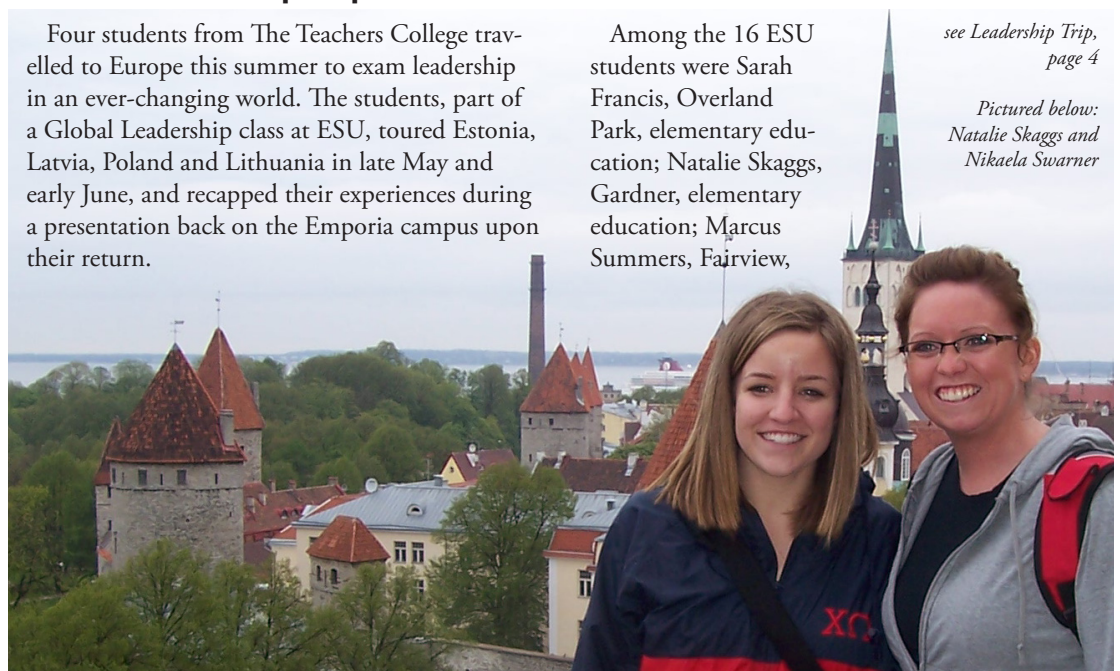 Four students from The Teachers College trav-
elled to Europe this summer to exam leadership
in an ever-changing world. The students, part of
a Global Leadership class at ESU, toured Estonia,
Latvia, Poland and Lithuania in late May and
early June, and recapped their experiences during
a presentation back on the Emporia campus upon
their return.
Among the 16 ESU
students were Sarah
Francis, Overland
Park, elementary edu-
cation; Natalie Skaggs,
Gardner, elementary
education; Marcus
Summers, Fairview,
see Leadership Trip,
page 4
Pictured below:
Natalie Skaggs and
Nikaela Swarner
ΧΩ